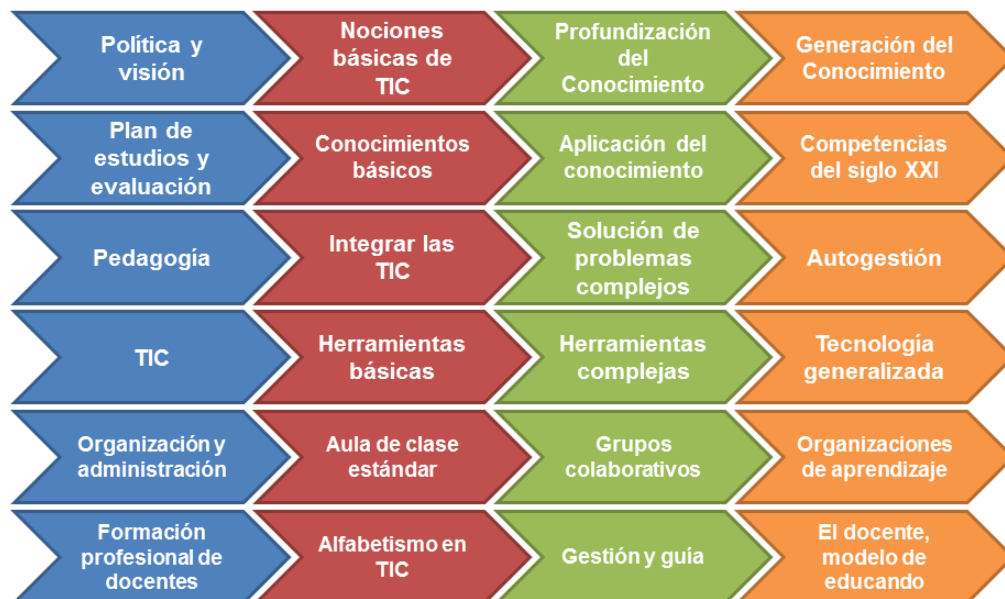 Política y
visión
Nociones
básicas de
TIC
Profundización
del
Conocimiento
Generación del
Conocimiento
Plan de
estudios y
evaluación
Conocimientos
básicos
Aplicación del
conocimiento
Competencias
del siglo XXI
Pedagogía
Integrar las
TIC
Solución de
problemas
complejos
Autogestión
TIC
Herramientas
básicas
Herramientas
complejas
Tecnología
generalizada
Organización y
administración
Aula de clase
estándar
Grupos
colaborativos
Organizaciones
de aprendizaje
Formación
profesional de
docentes
Alfabetismo en
TIC
Gestión y guía
El docente,
modelo de
educando